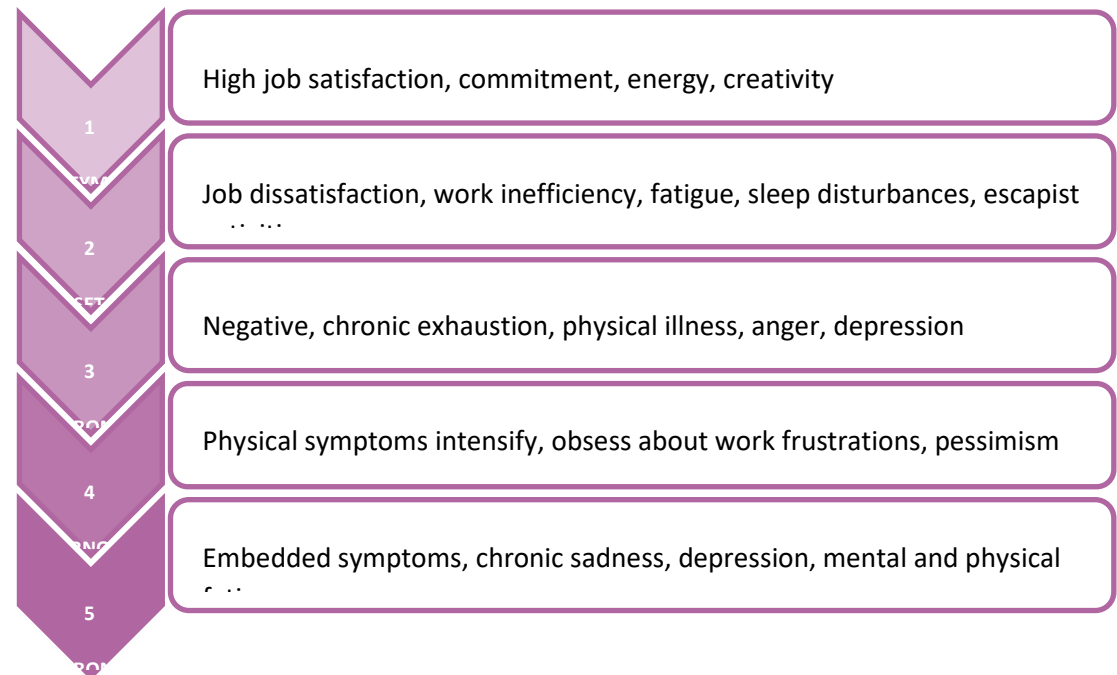 1
High job satisfaction, commitment, energy, creativity
2
Job dissatisfaction, work inefficiency, fatigue, sleep disturbances, escapist
3
Negative, chronic exhaustion, physical illness, anger, depression
4
Physical symptoms intensify, obsess about work frustrations, pessimism
5
Embedded symptoms, chronic sadness, depression, mental and physical